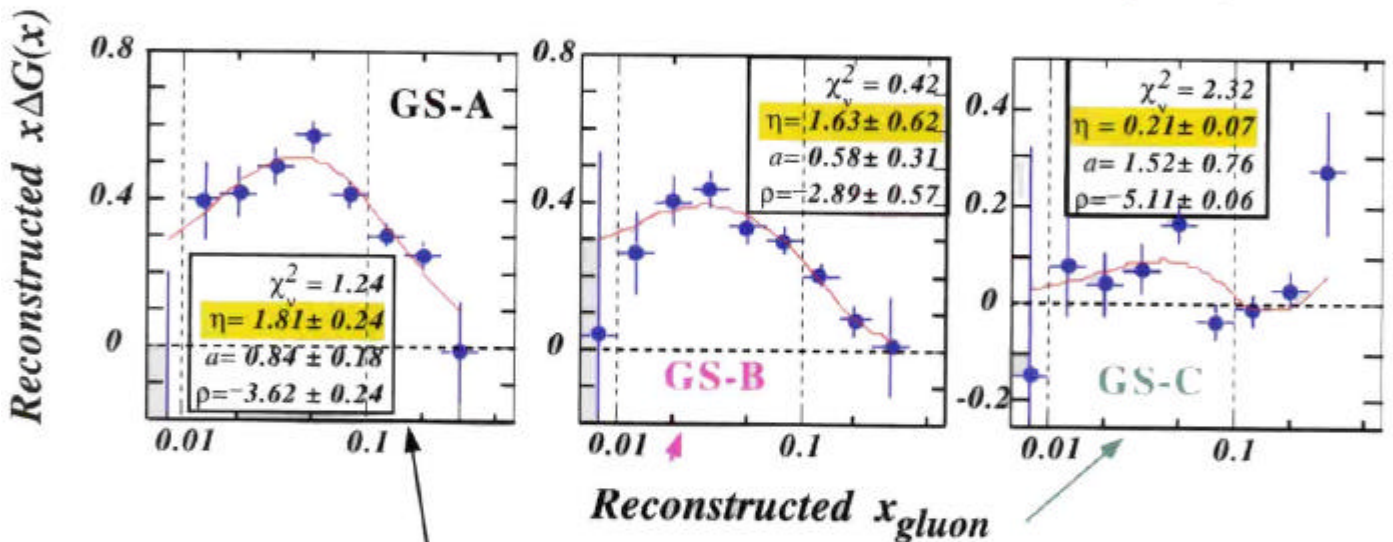 Reconstructed xΔG(x)
0.8
0.4
0
GS-A
χ²ᵥ = 1.24
η= 1.81± 0.24
a= 0.84 ± 0.18
ρ=−3.62 ± 0.24
0.01
0.1
0.8
0.4
0
χ²ᵥ = 0.42
η= 1.63± 0.62
a= 0.58± 0.31
ρ=−2.89± 0.57
GS-B
0.01
0.1
0.4
0.2
0
-0.2
χ²ᵥ = 2.32
η = 0.21± 0.07
a= 1.52± 0.76
ρ=−5.11± 0.06
GS-C
0.01
0.1
Reconstructed x_gluon